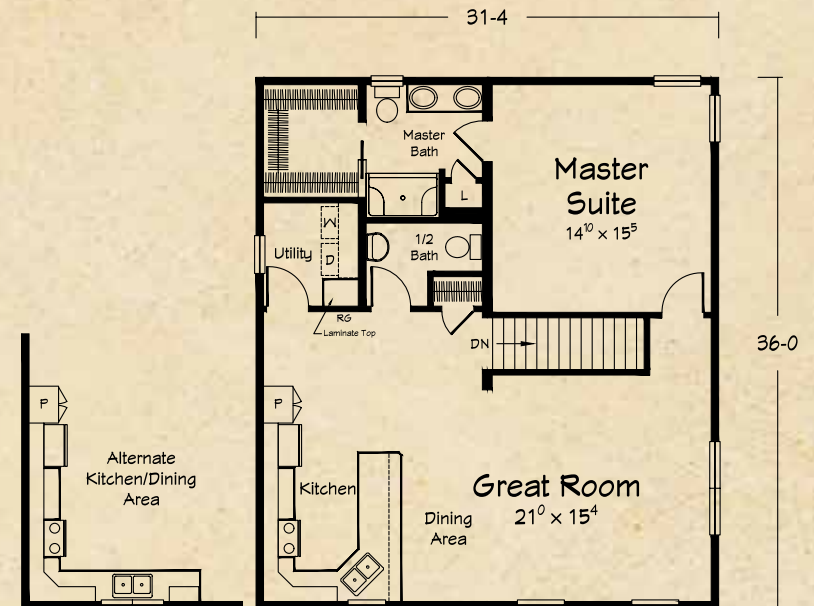 31-4
Master
Bath
Master
Suite
14¹⁰ x 15⁵
L
W
Utility
D
1/2
Bath
RG
Laminate Top
DN
36-0
P
P
Alternate
Kitchen/Dining
Area
Kitchen
Great Room
21⁰ x 15⁴
Dining
Area